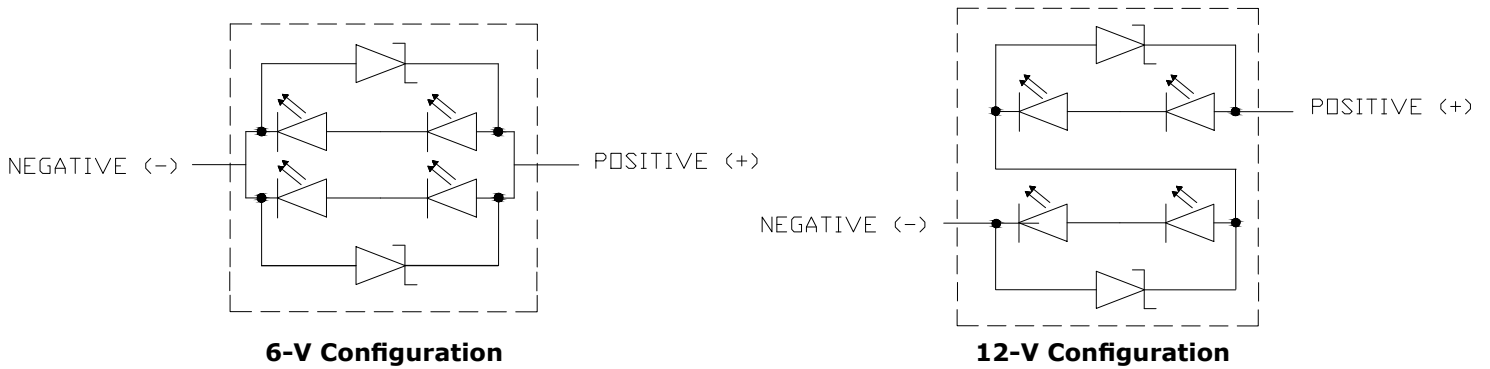 NEGATIVE (-)
POSITIVE (+)
6-V Configuration
POSITIVE (+)
NEGATIVE (-)
12-V Configuration